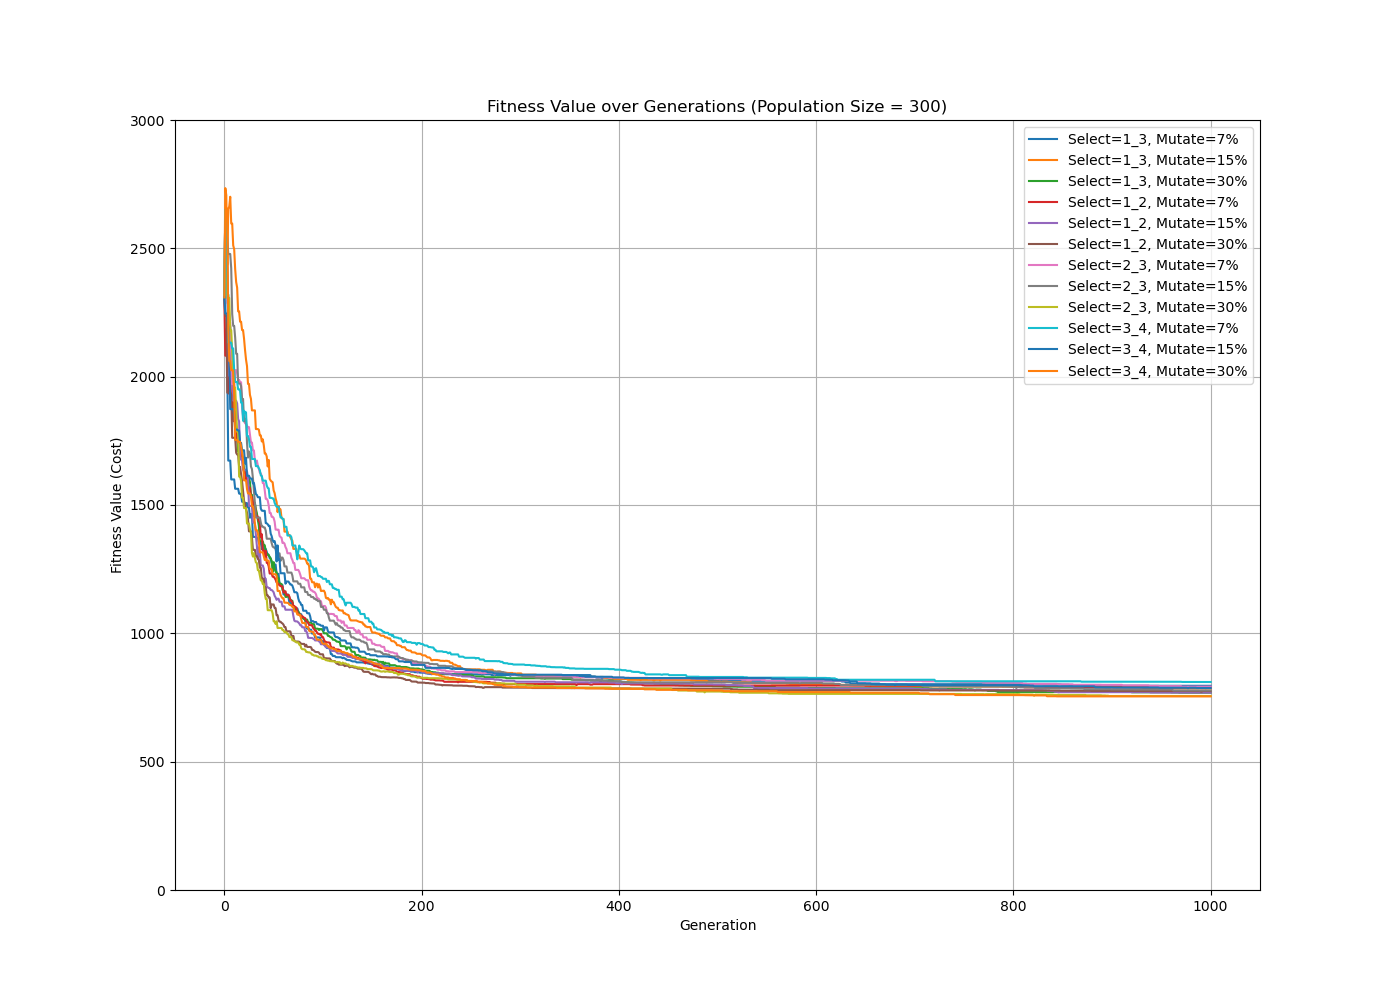 Fitness Value over Generations (Population Size = 300)
3000
2500
2000
1500
1000
500
0
Fitness Value (Cost)
Select=1_3, Mutate=7%
Select=1_3, Mutate=15%
Select=1_3, Mutate=30%
Select=1_2, Mutate=7%
Select=1_2, Mutate=15%
Select=1_2, Mutate=30%
Select=2_3, Mutate=7%
Select=2_3, Mutate=15%
Select=2_3, Mutate=30%
Select=3_4, Mutate=7%
Select=3_4, Mutate=15%
Select=3_4, Mutate=30%
0 200 400 600 800 1000
Generation